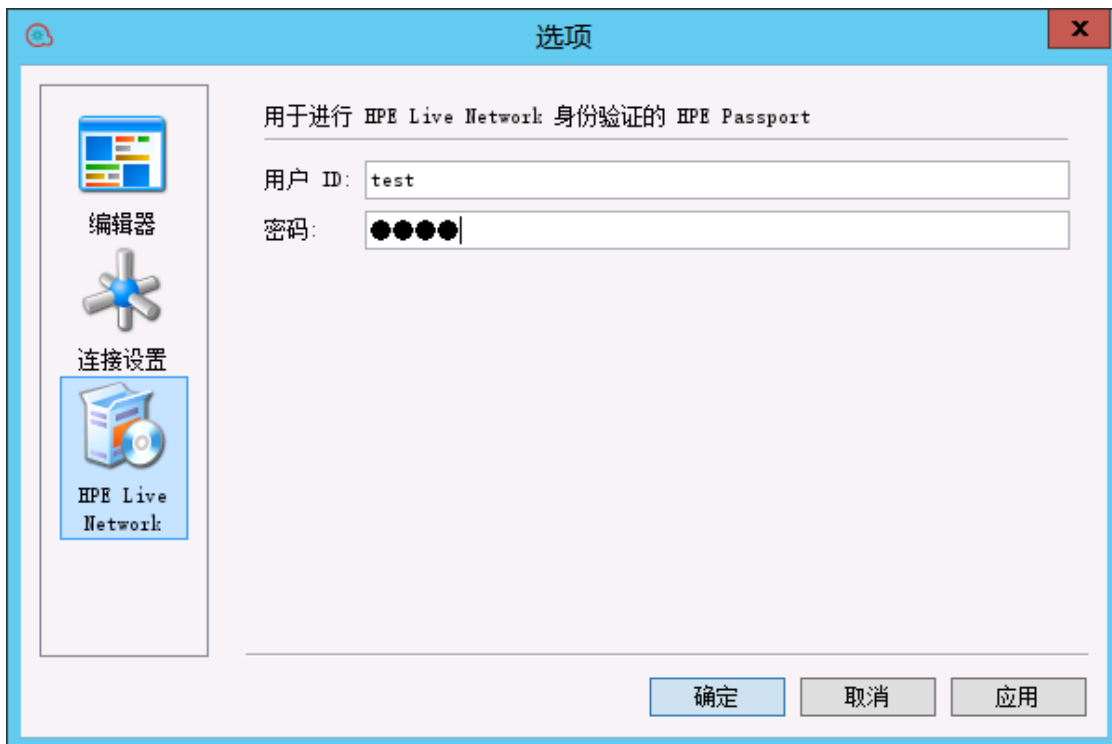 选项
x
编辑器
连接设置
HPE Live
Network
用于进行 HPE Live Network 身份验证的 HPE Passport
用户 ID: test
密码: ●●●●
确定 取消 应用